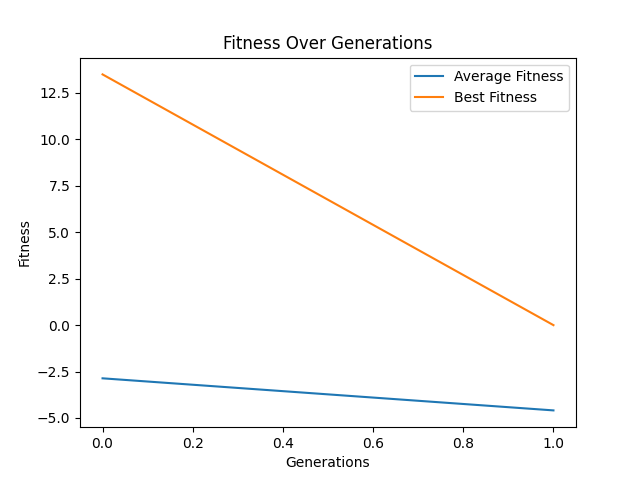 Fitness Over Generations
Average Fitness
Best Fitness
12.5
10.0
7.5
5.0
2.5
0.0
−2.5
−5.0
Fitness
0.0 0.2 0.4 0.6 0.8 1.0
Generations